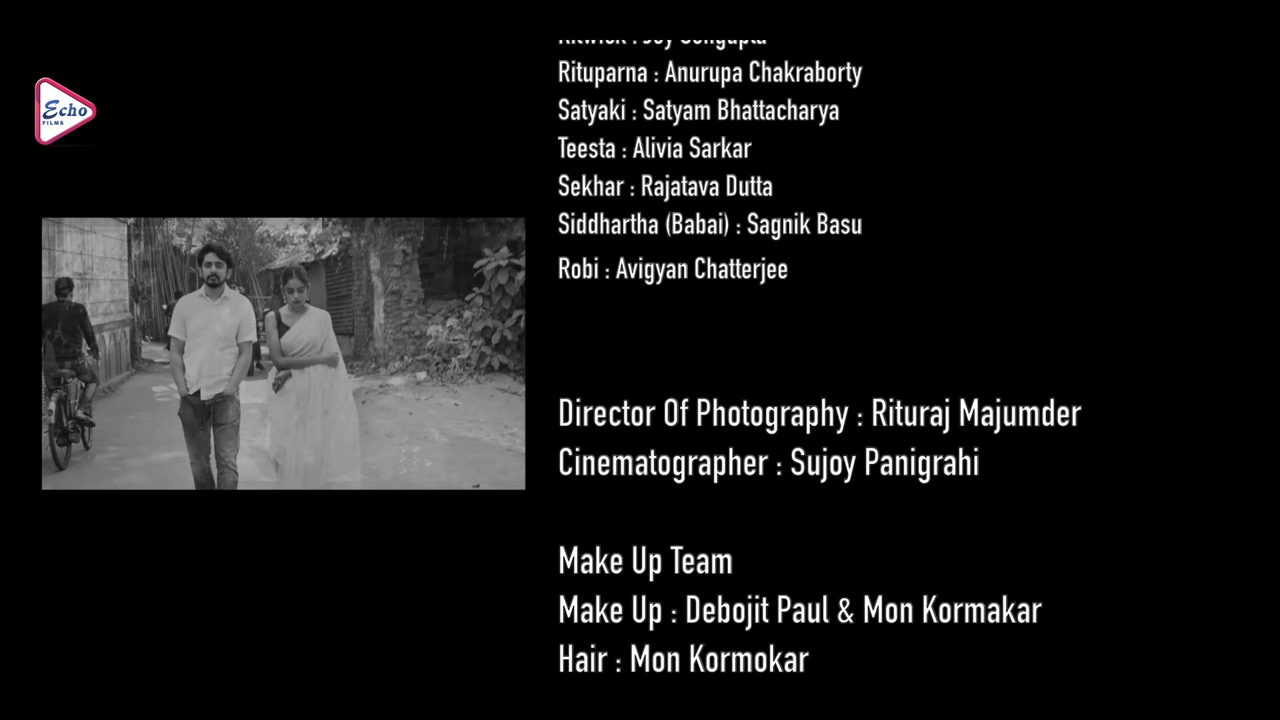 Echo
FILMS
Rituparna : Anurupa Chakraborty
Satyaki : Satyam Bhattacharya
Teesta : Alivia Sarkar
Sekhar : Rajatava Dutta
Siddhartha (Babai) : Sagnik Basu
Robi : Avigyan Chatterjee
Director Of Photography : Rituraj Majumder
Cinematographer : Sujoy Panigrahi
Make Up Team
Make Up : Debojit Paul & Mon Kormakar
Hair : Mon Kormokar